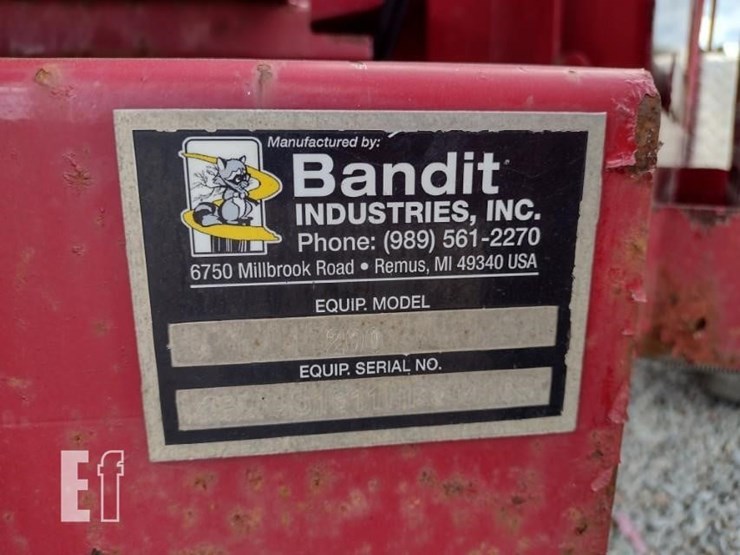 Manufactured by:
Bandit
INDUSTRIES, INC.
Phone: (989) 561-2270
6750 Millbrook Road • Remus, MI 49340 USA
EQUIP. MODEL
EQUIP. SERIAL NO.
Ef